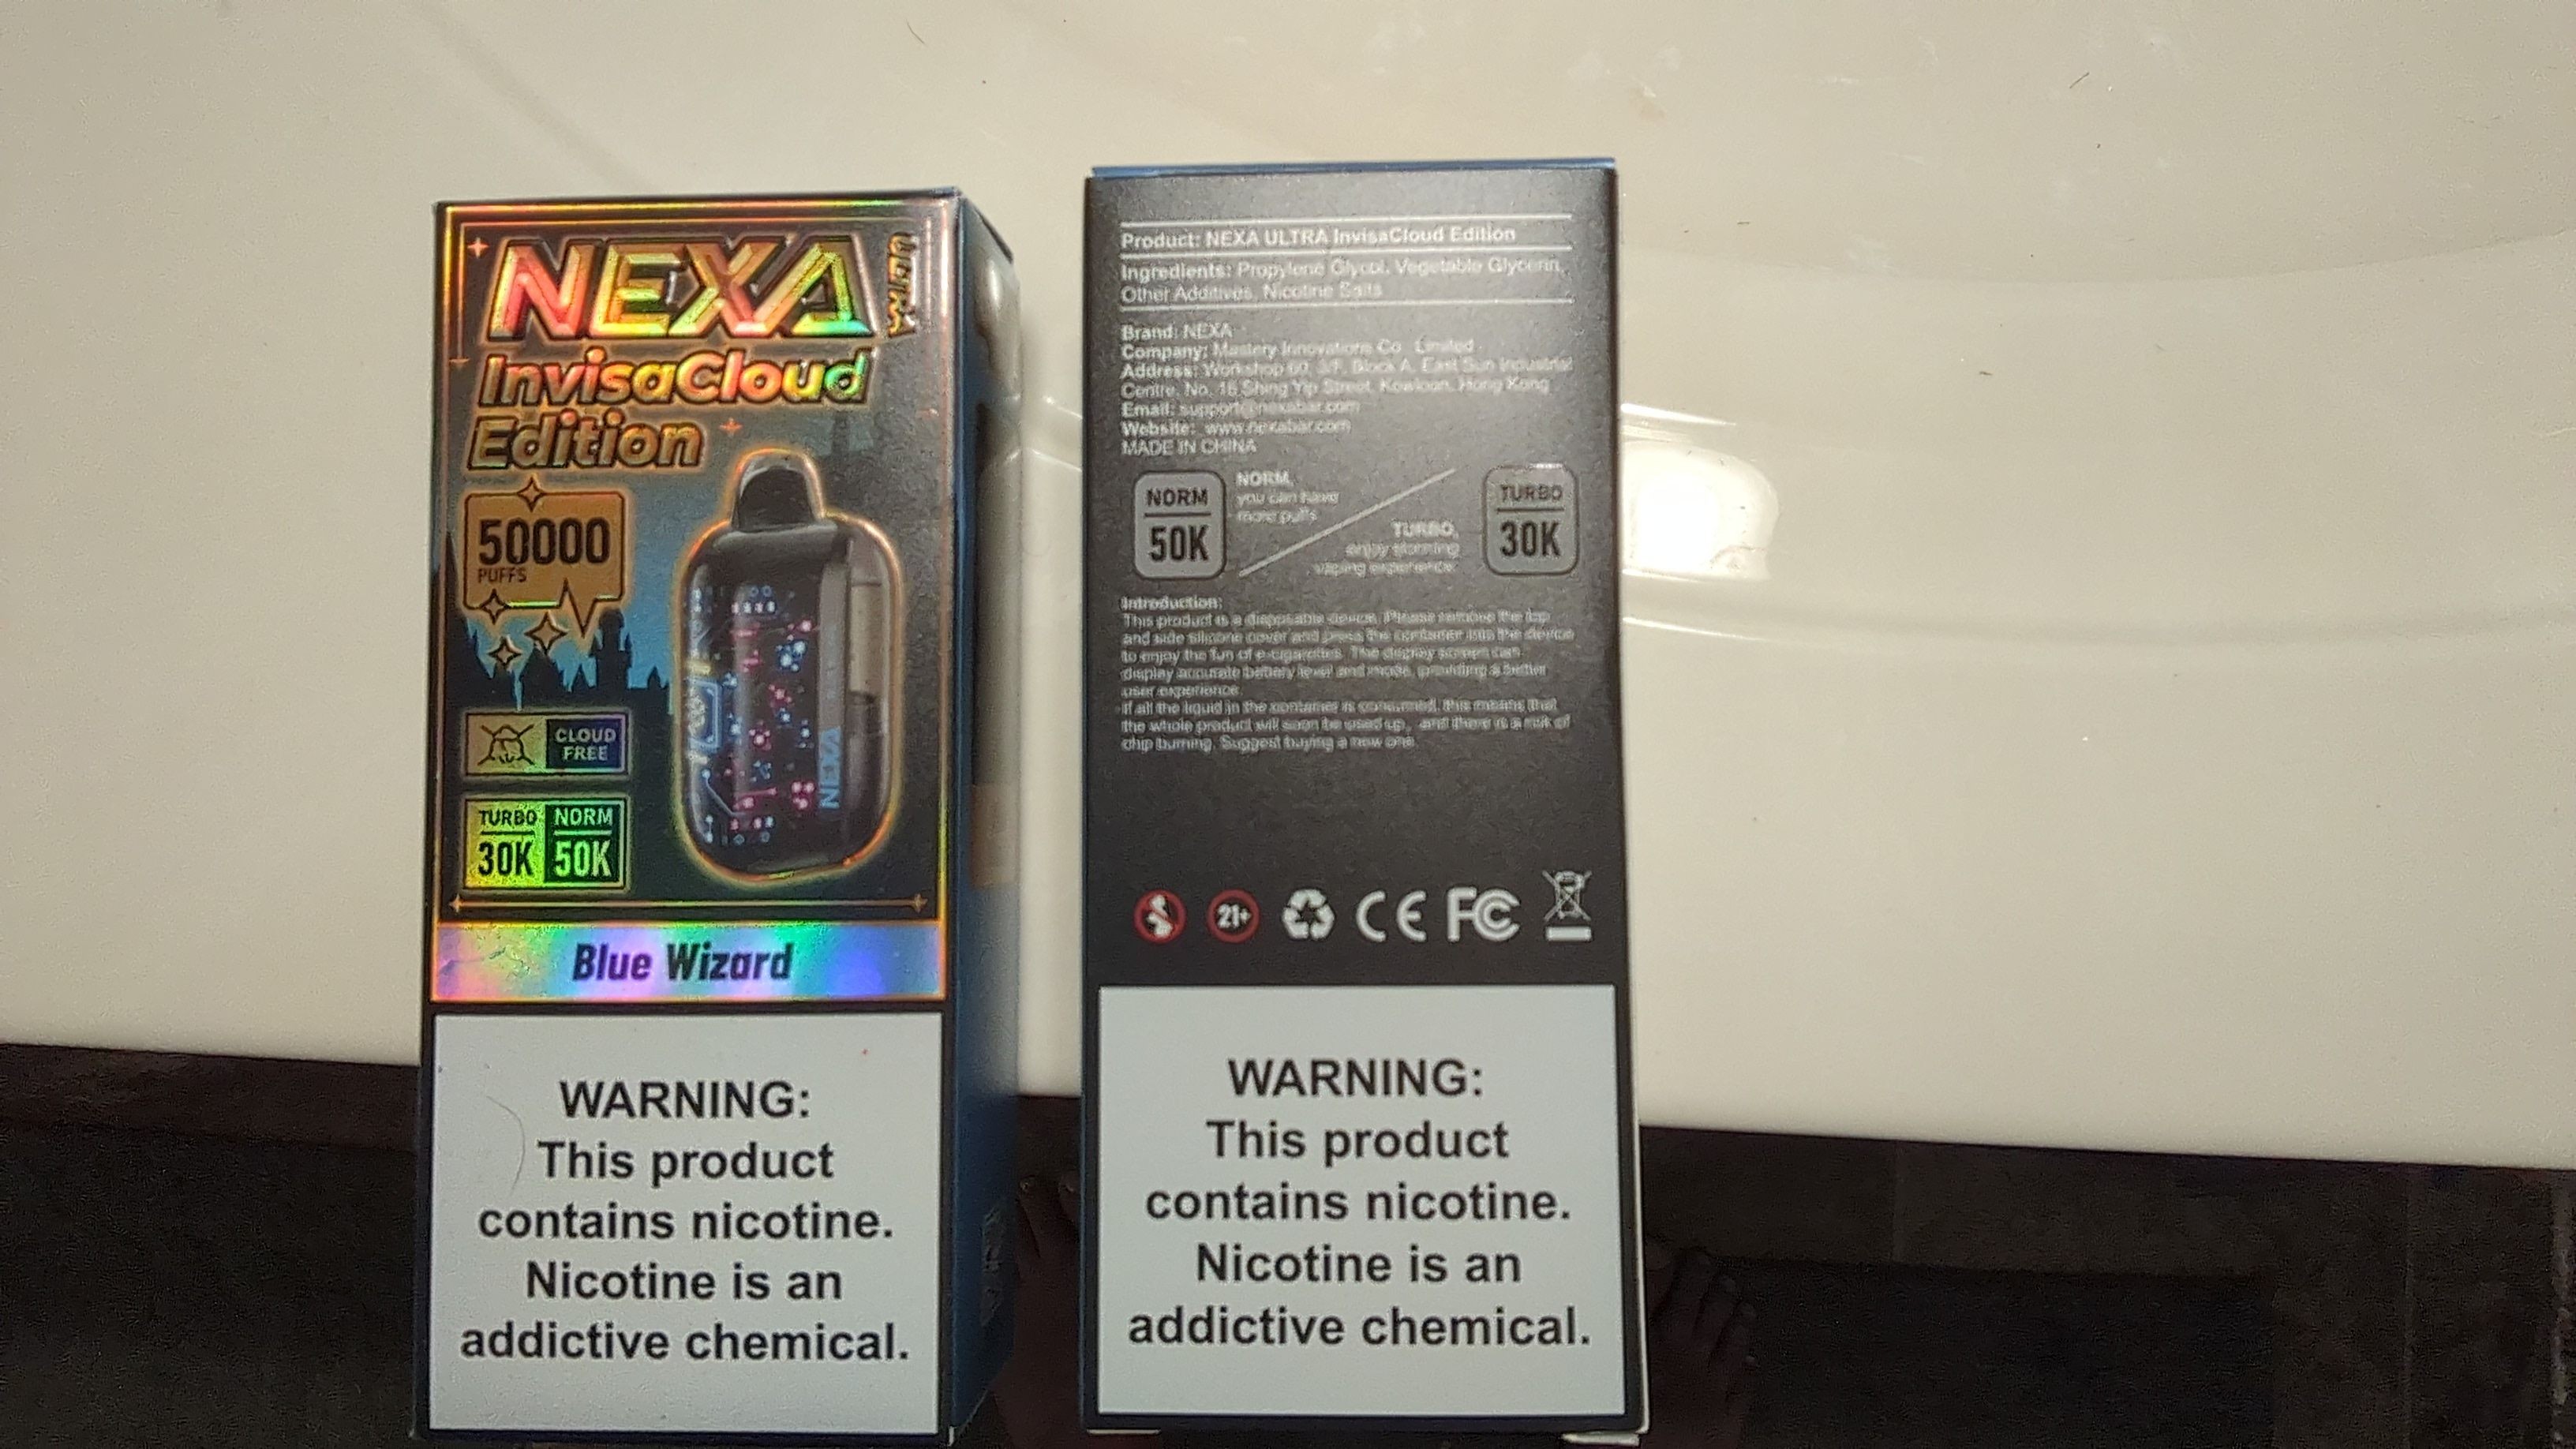 NEXA
ULTRA
InvisaCloud
Edition
50000
PUFFS
CLOUD
FREE
TURBO
30K
NORM
50K
NEXA
Blue Wizard
WARNING:
This product
contains nicotine.
Nicotine is an
addictive chemical.
Product: NEXA ULTRA InvisaCloud Edition
Ingredients: Propylene Glycol, Vegetable Glycerin,
Other Additives, Nicotine Salts
Brand: NEXA
Company: Mastery Innovations Co., Limited
Address: Workshop 60, 3/F, Block A, East Sun Industrial
Centre, No. 16 Shing Yip Street, Kowloon, Hong Kong
Email: support@nexabar.com
Website: www.nexabar.com
MADE IN CHINA
NORM
50K
NORM,
you can have
more puffs
TURBO,
enjoy storming
vaping experience.
TURBO
30K
Introduction:
This product is a disposable device. Please remove the top
and side silicone cover and press the container into the device
to enjoy the fun of e-cigarettes. The display screen can
display accurate battery level and mode, providing a better
user experience.
If all the liquid in the container is consumed, this means that
the whole product will soon be used up, and there is a risk of
chip burning. Suggest buying a new one.
21+
CE
FC
WARNING:
This product
contains nicotine.
Nicotine is an
addictive chemical.